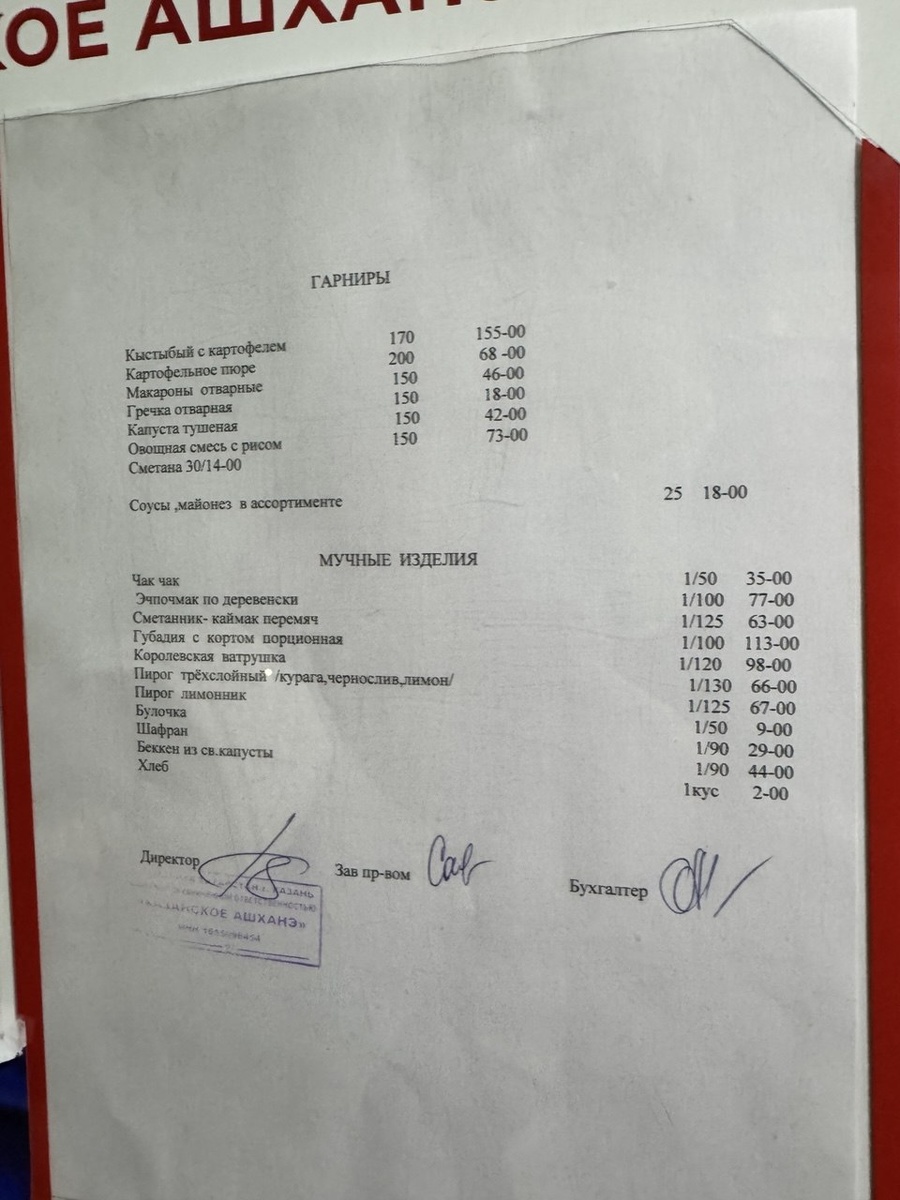 КОЕ АШХАН
ГАРНИРЫ
Кыстыбый с картофелем 170 155-00
Картофельное пюре 200 68 -00
Макароны отварные 150 46-00
Гречка отварная 150 18-00
Капуста тушеная 150 42-00
Овощная смесь с рисом 150 73-00
Сметана 30/14-00
Соусы ,майонез в ассортименте 25 18-00
МУЧНЫЕ ИЗДЕЛИЯ
Чак чак 1/50 35-00
Эчпочмак по деревенски 1/100 77-00
Сметанник- каймак перемяч 1/125 63-00
Губадия с кортом порционная 1/100 113-00
Королевская ватрушка 1/120 98-00
Пирог трёхслойный /курага,чернослив,лимон/ 1/130 66-00
Пирог лимонник 1/125 67-00
Булочка 1/50 9-00
Шафран 1/90 29-00
Беккен из св.капусты 1/90 44-00
Хлеб 1кус 2-00
Директор Зав пр-вом Бухгалтер
АЗАНЬ
ОТВЕТСТВЕННОСТЬЮ
АШХАНЭ»
ИНН